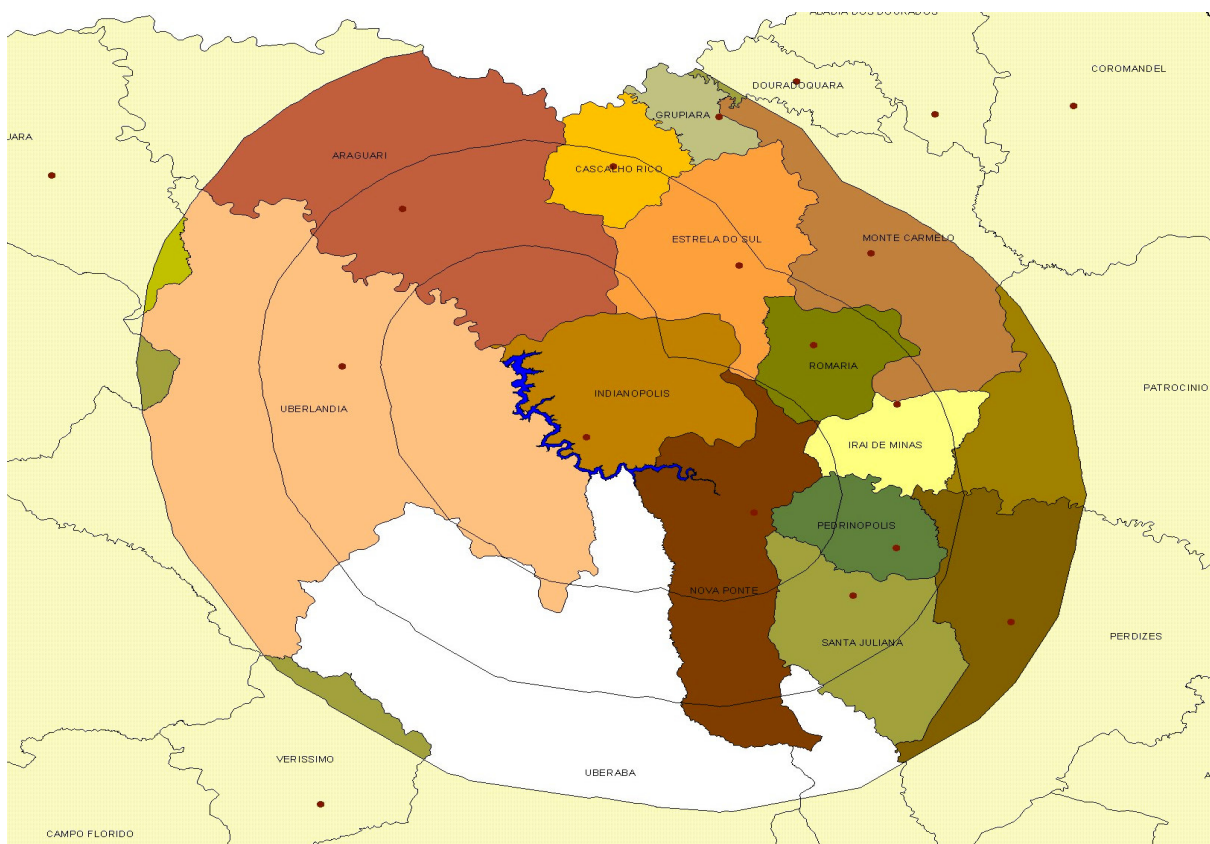 ABADIA DOS DOURADOS
COROMANDEL
DOURADOQUARA
GRUPIARA
UARA
ARAGUARI
CASCALHO RICO
ESTRELA DO SUL
MONTE CARMELO
ROMARIA
PATROCINIO
INDIANOPOLIS
UBERLANDIA
IRAI DE MINAS
PEDRINOPOLIS
NOVA PONTE
SANTA JULIANA
PERDIZES
VERISSIMO
UBERABA
A
CAMPO FLORIDO